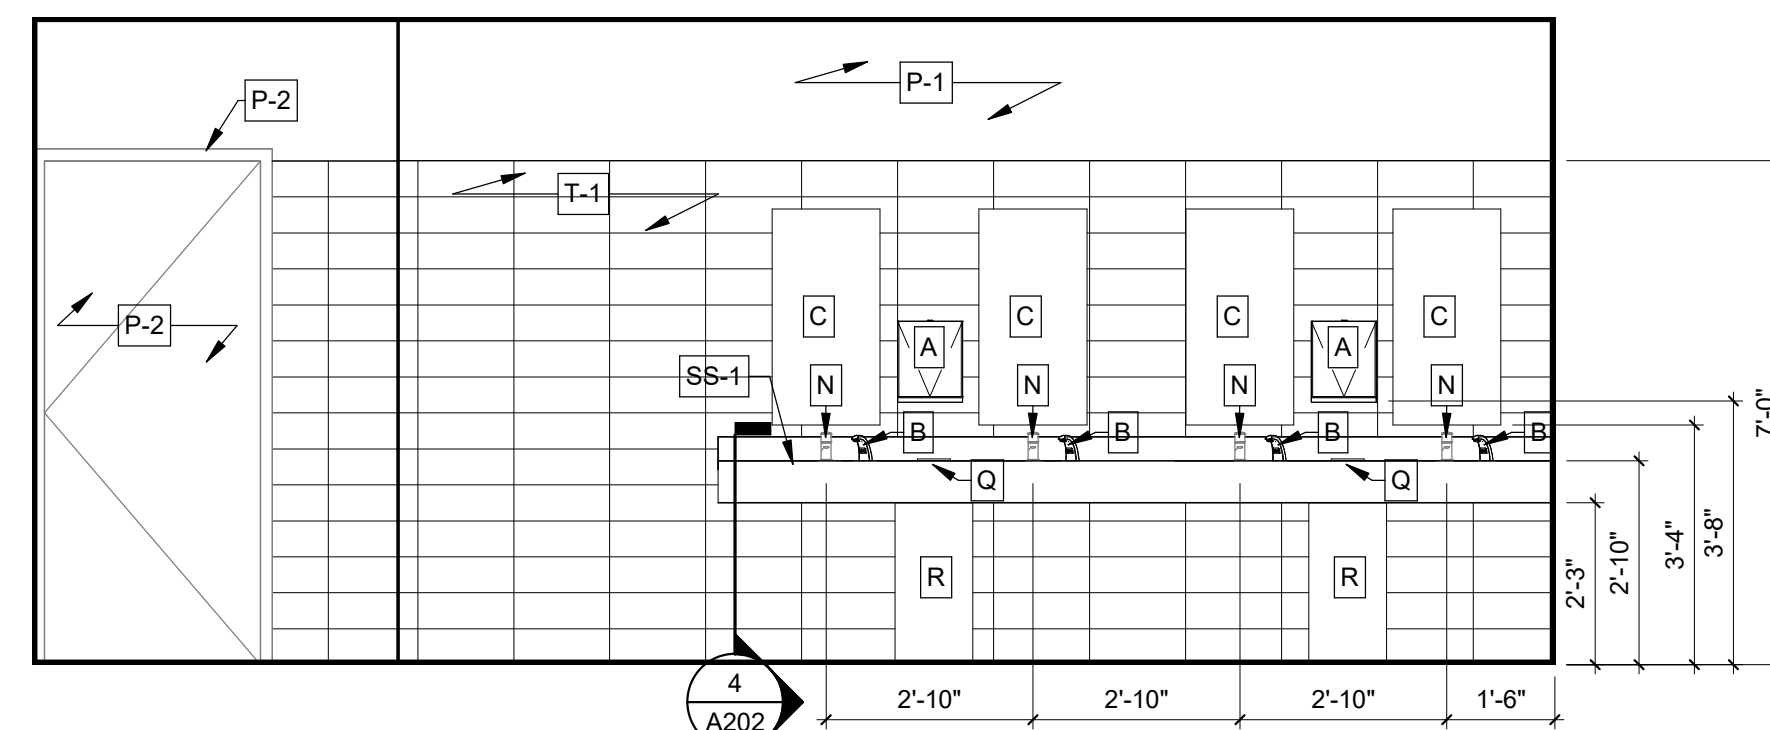 P-1
P-2
T-1
P-2
C C C C
A A
SS-1
N N N N
B B B B
Q Q
R R
7'-0"
3'-8"
3'-4"
2'-10"
2'-3"
4
A202
2'-10" 2'-10" 2'-10" 1'-6"